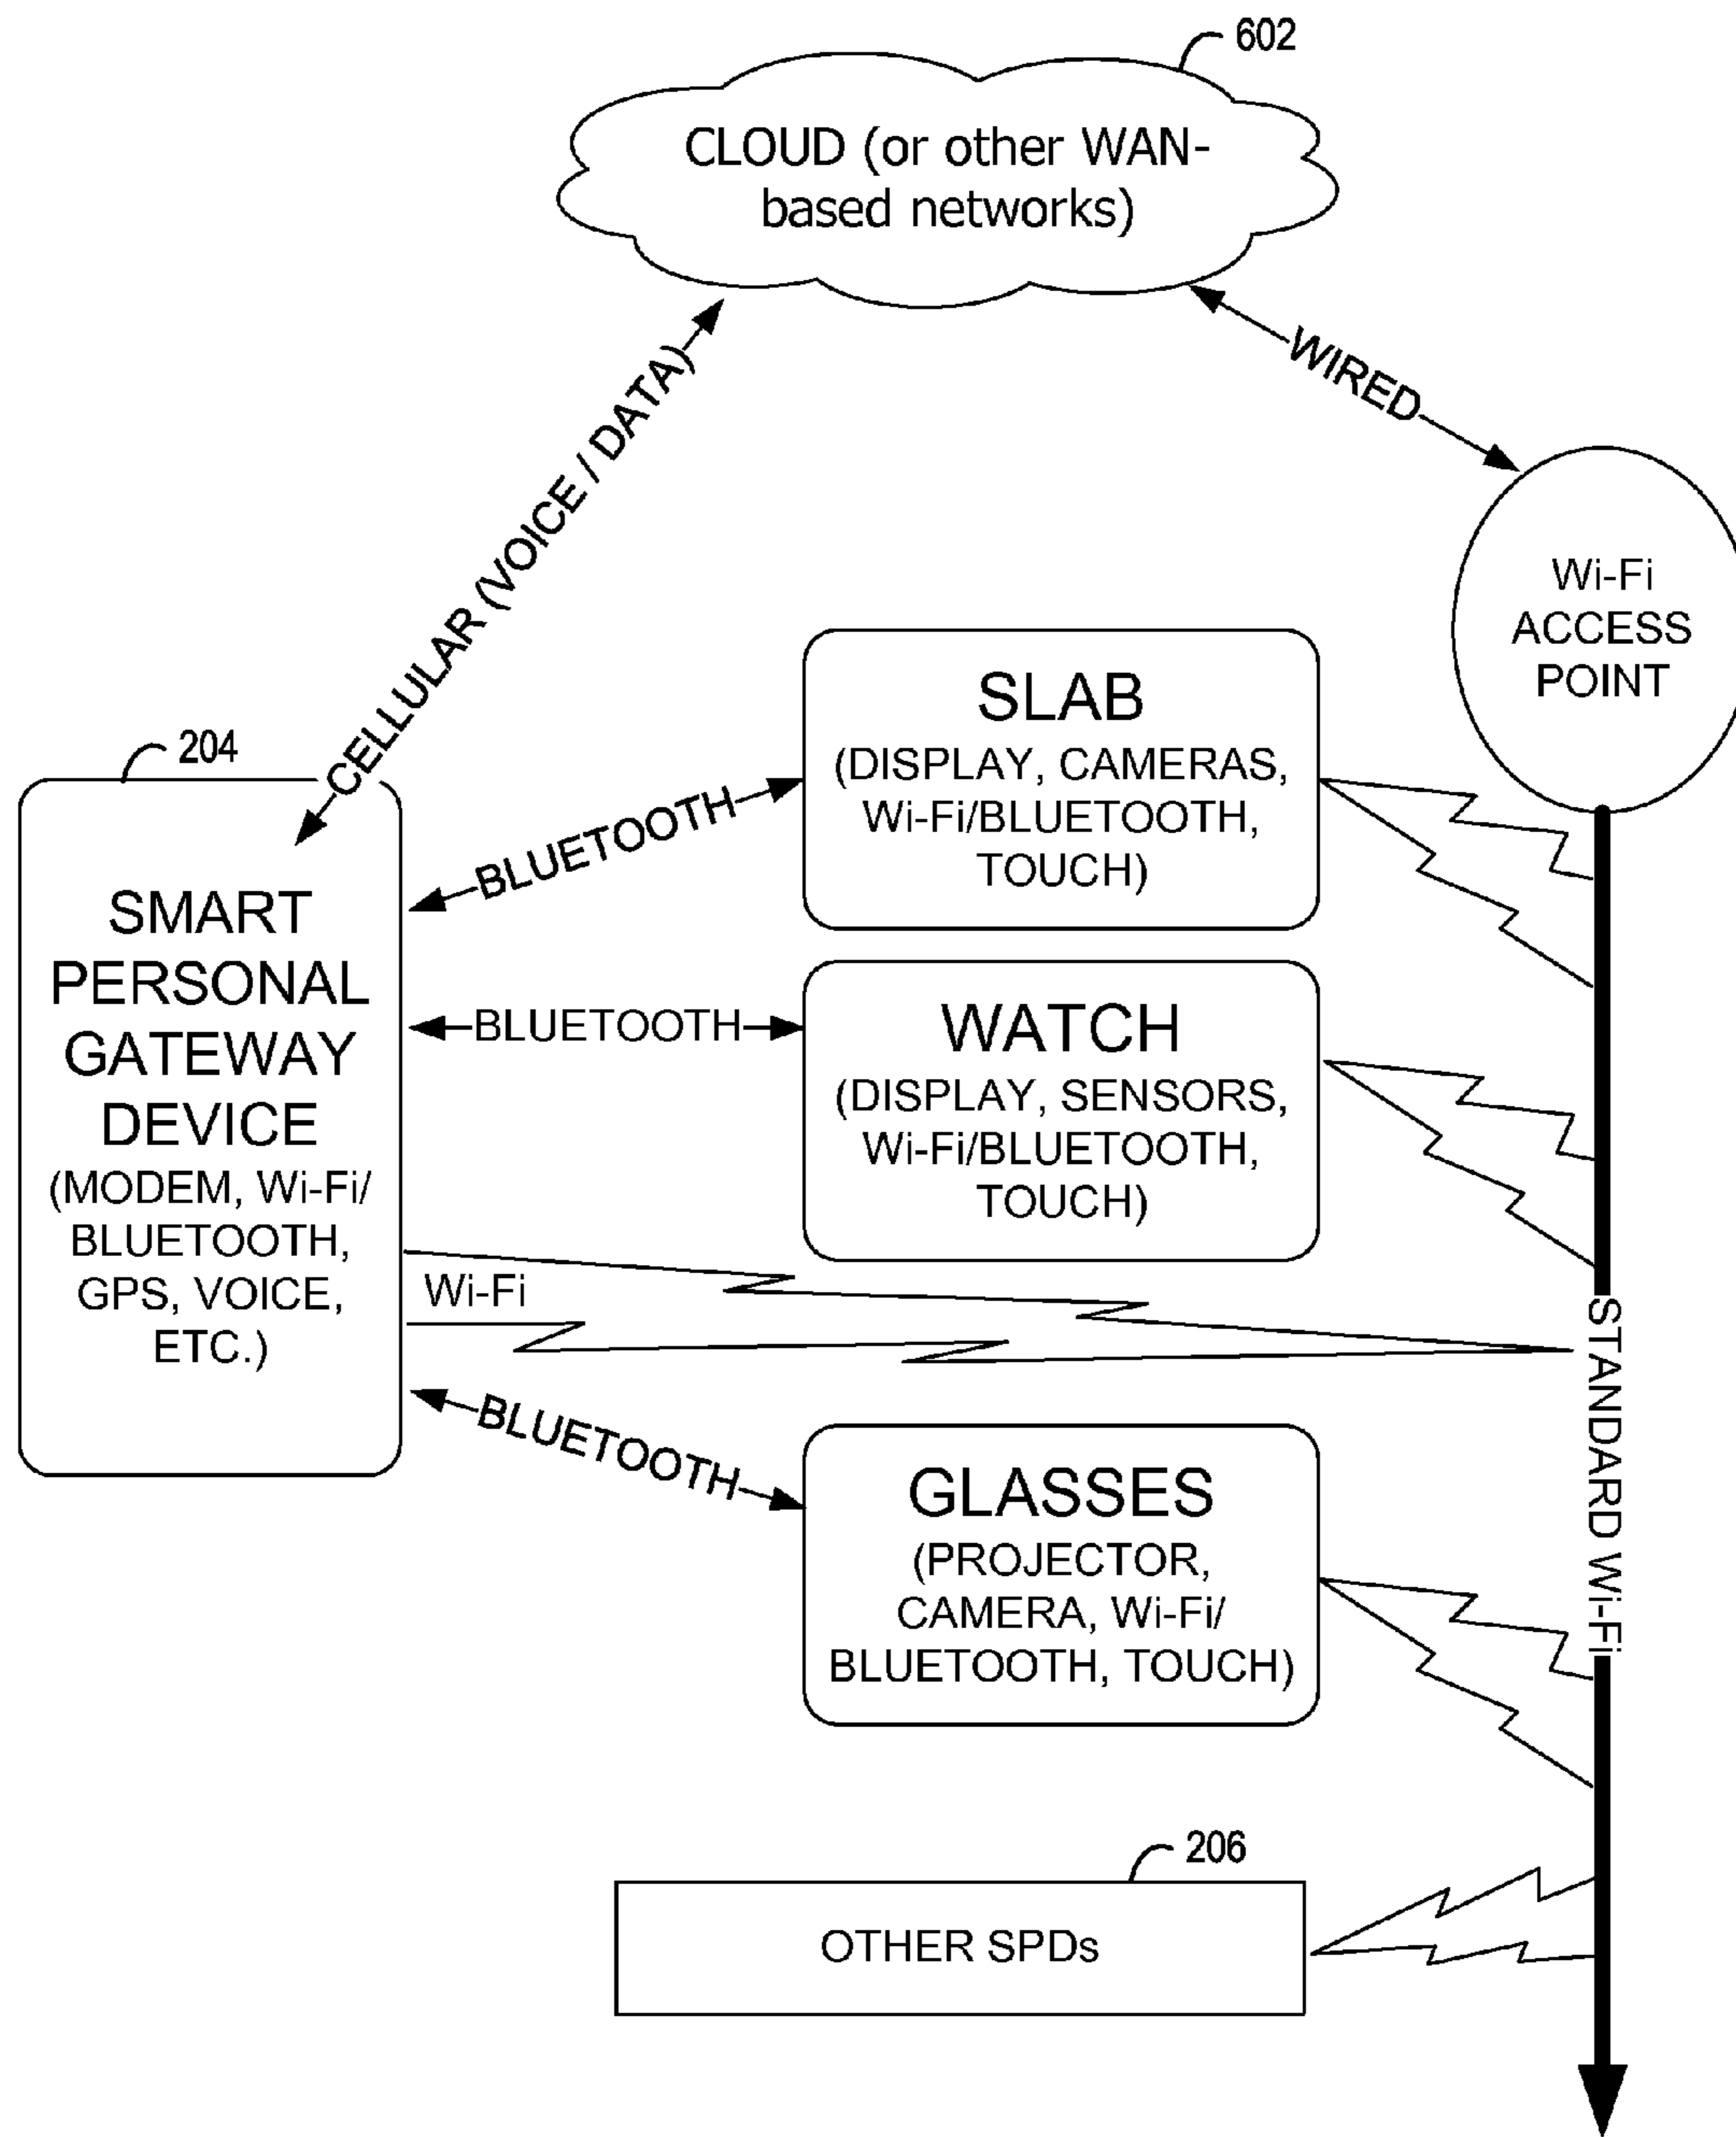 602
CLOUD (or other WAN-
based networks)
CELLULAR (VOICE / DATA)
WIRED
Wi-Fi
ACCESS
POINT
204
SMART
PERSONAL
GATEWAY
DEVICE
(MODEM, Wi-Fi/
BLUETOOTH,
GPS, VOICE,
ETC.)
BLUETOOTH
SLAB
(DISPLAY, CAMERAS,
Wi-Fi/BLUETOOTH,
TOUCH)
BLUETOOTH
WATCH
(DISPLAY, SENSORS,
Wi-Fi/BLUETOOTH,
TOUCH)
Wi-Fi
STANDARD Wi-Fi
BLUETOOTH
GLASSES
(PROJECTOR,
CAMERA, Wi-Fi/
BLUETOOTH, TOUCH)
206
OTHER SPDs